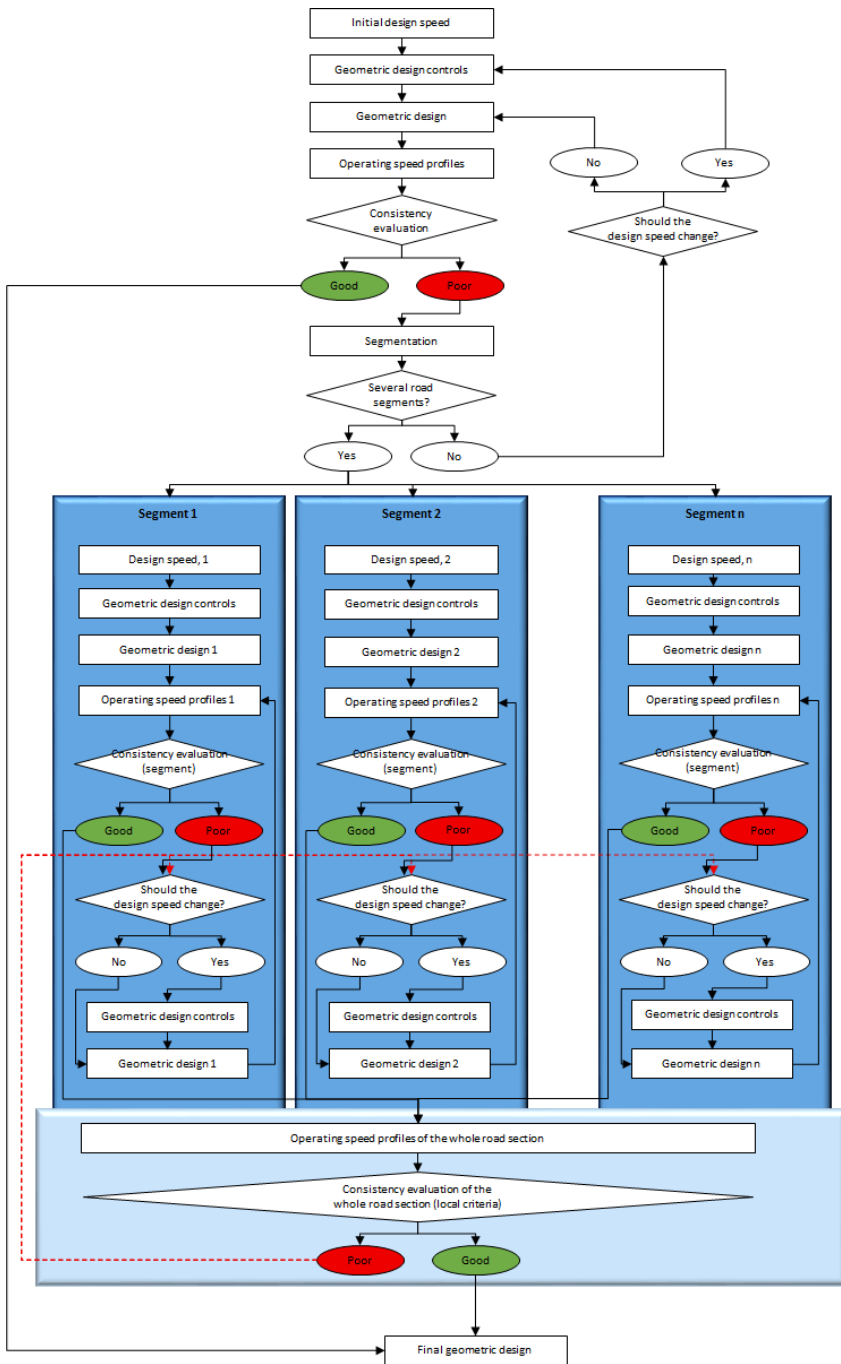 Initial design speed
Geometric design controls
Geometric design
No
Yes
Operating speed profiles
Consistency
evaluation
Should the
design speed change?
Good
Poor
Segmentation
Several road
segments?
Yes
No
Segment 1
Design speed, 1
Geometric design controls
Geometric design 1
Operating speed profiles 1
Consistency evaluation
(segment)
Good
Poor
Should the
design speed change?
No
Yes
Geometric design controls
Geometric design 1
Segment 2
Design speed, 2
Geometric design controls
Geometric design 2
Operating speed profiles 2
Consistency evaluation
(segment)
Good
Poor
Should the
design speed change?
No
Yes
Geometric design controls
Geometric design 2
Segment n
Design speed, n
Geometric design controls
Geometric design n
Operating speed profiles n
Consistency evaluation
(segment)
Good
Poor
Should the
design speed change?
No
Yes
Geometric design controls
Geometric design n
Operating speed profiles of the whole road section
Consistency evaluation of the
whole road section (local criteria)
Poor
Good
Final geometric design